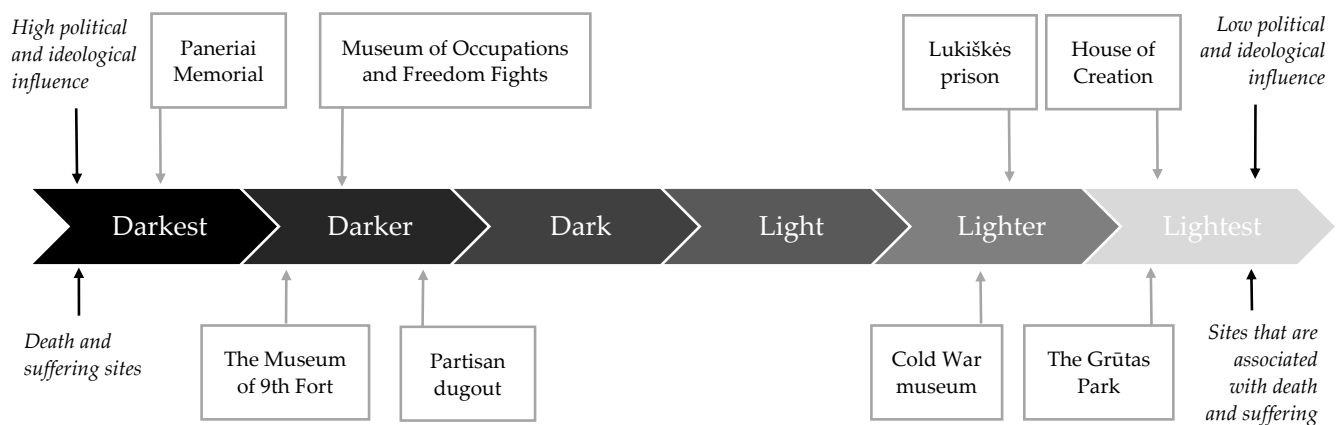 High political
and ideological
influence
Paneriai
Memorial
Museum of Occupations
and Freedom Fights
Lukiškės
prison
House of
Creation
Low political
and ideological
influence
Darkest
Darker
Dark
Light
Lighter
Lightest
Death and
suffering sites
The Museum
of 9th Fort
Partisan
dugout
Cold War
museum
The Grūtas
Park
Sites that are
associated
with death
and suffering